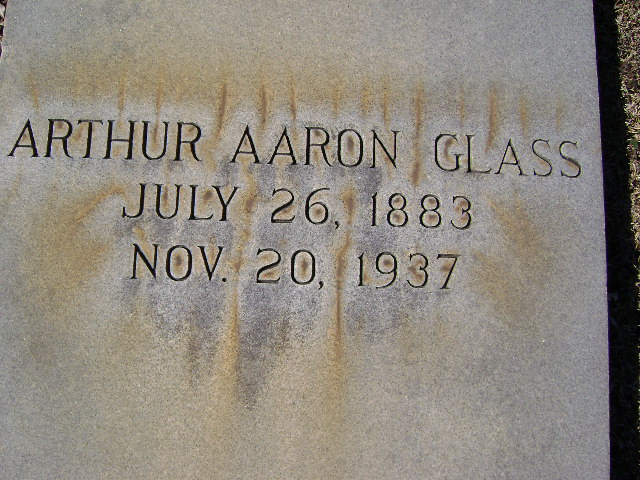 ARTHUR AARON GLASS
JULY 26, 1883
NOV. 20, 1937